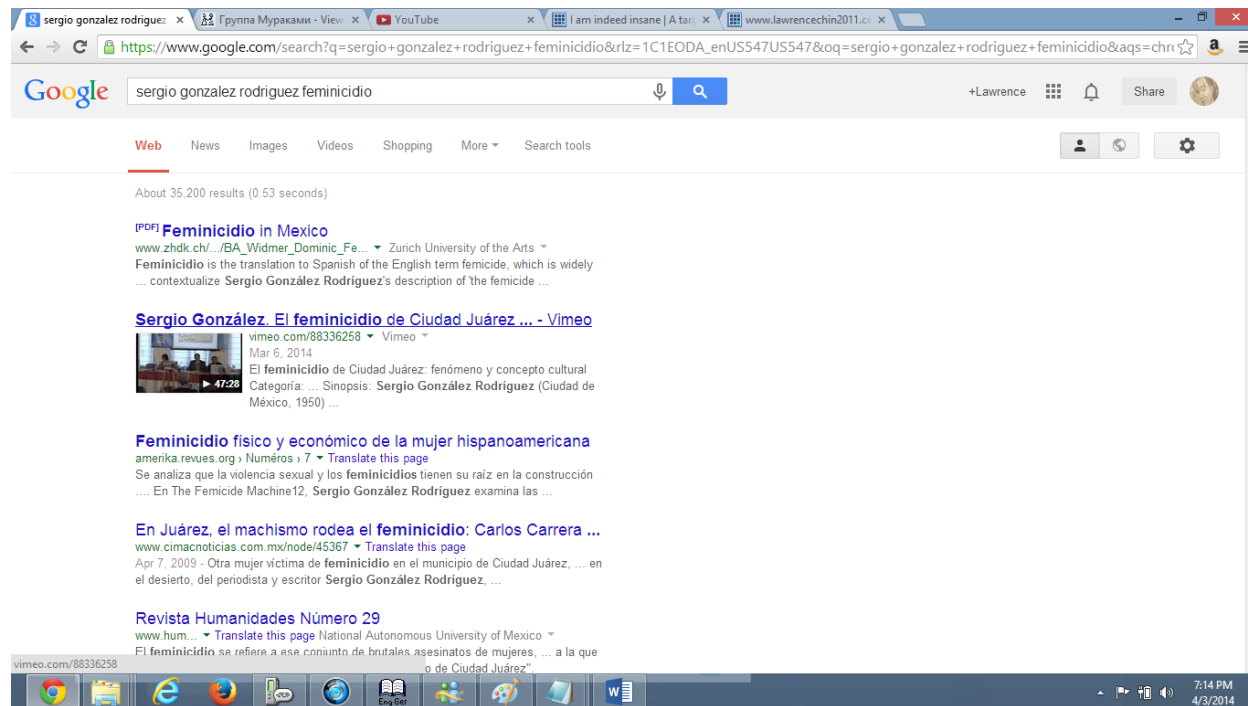 sergio gonzalez rodriguez
Группа Мураками - View
YouTube
I am indeed insane | A targ
www.lawrencechin2011.cc
https://www.google.com/search?q=sergio+gonzalez+rodriguez+feminicidio&rlz=1C1EODA_enUS547US547&oq=sergio+gonzalez+rodriguez+feminicidio&aqs=chro
Google
sergio gonzalez rodriguez feminicidio
+Lawrence
Share
Web News Images Videos Shopping More Search tools
About 35,200 results (0.53 seconds)
[PDF] Feminicidio in Mexico
www.zhdk.ch/.../BA_Widmer_Dominic_Fe... Zurich University of the Arts
Feminicidio is the translation to Spanish of the English term femicide, which is widely
... contextualize Sergio González Rodríguez's description of 'the femicide ...
Sergio González. El feminicidio de Ciudad Juárez ... - Vimeo
vimeo.com/88336258 Vimeo
Mar 6, 2014
El feminicidio de Ciudad Juárez: fenómeno y concepto cultural
Categoría: ... Sinopsis: Sergio González Rodríguez (Ciudad de
México, 1950) ...
47:28
Feminicidio físico y económico de la mujer hispanoamericana
amerika.revues.org › Numéros › 7 Translate this page
Se analiza que la violencia sexual y los feminicidios tienen su raíz en la construcción
.... En The Femicide Machine12, Sergio González Rodríguez examina las ...
En Juárez, el machismo rodea el feminicidio: Carlos Carrera ...
www.cimacnoticias.com.mx/node/45367 Translate this page
Apr 7, 2009 - Otra mujer víctima de feminicidio en el municipio de Ciudad Juárez, ... en
el desierto, del periodista y escritor Sergio González Rodríguez, ...
Revista Humanidades Número 29
www.hum... Translate this page National Autonomous University of Mexico
El feminicidio se refiere a ese conjunto de brutales asesinatos de mujeres, ... a la que
o de Ciudad Juárez".
vimeo.com/88336258
Eng Ger
7:14 PM
4/3/2014